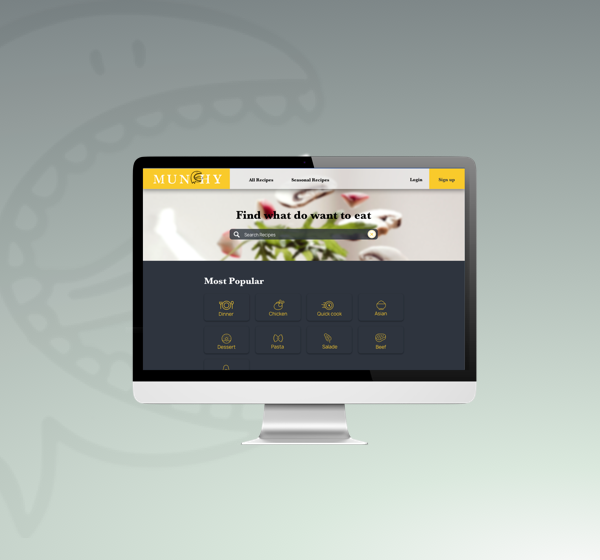 MUNCHY
All Recipes
Seasonal Recipes
Login
Sign up
Find what do want to eat
Search Recipes
Most Popular
Dinner
Chicken
Quick cook
Asian
Dessert
Pasta
Salade
Beef